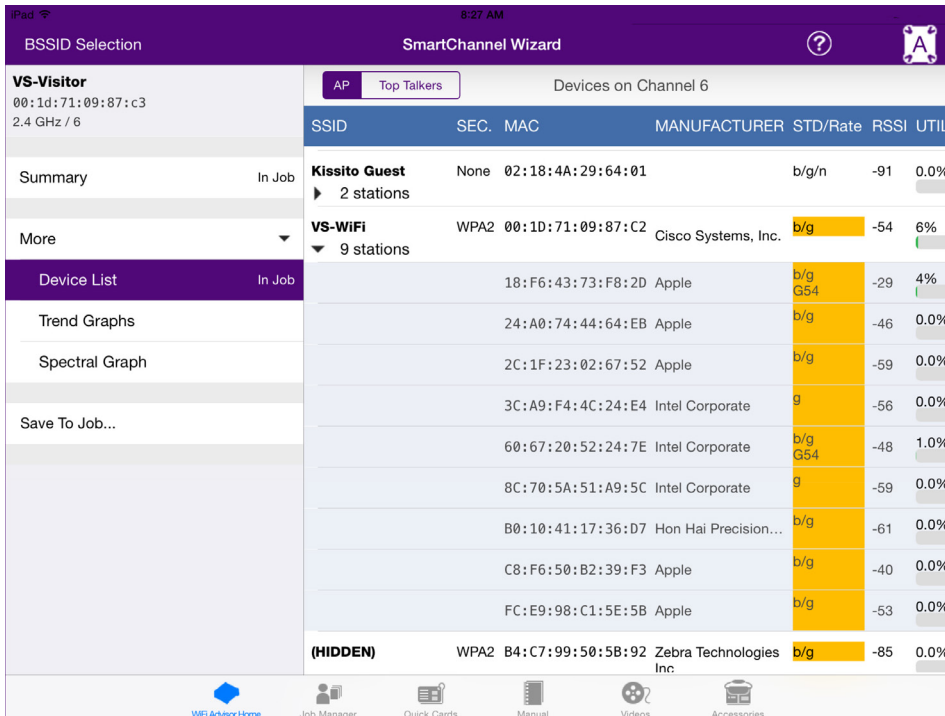 iPad 8:27 AM
BSSID Selection SmartChannel Wizard ? A
VS-Visitor
00:1d:71:09:87:c3
2.4 GHz / 6
Summary In Job
More
Device List In Job
Trend Graphs
Spectral Graph
Save To Job...
AP Top Talkers Devices on Channel 6
SSID SEC. MAC MANUFACTURER STD/Rate RSSI UTIL
Kissito Guest None 02:18:4A:29:64:01 b/g/n -91 0.0%
2 stations
VS-WiFi WPA2 00:1D:71:09:87:C2 Cisco Systems, Inc. b/g -54 6%
9 stations
18:F6:43:73:F8:2D Apple b/g G54 -29 4%
24:A0:74:44:64:EB Apple b/g -46 0.0%
2C:1F:23:02:67:52 Apple b/g -59 0.0%
3C:A9:F4:4C:24:E4 Intel Corporate g -56 0.0%
60:67:20:52:24:7E Intel Corporate b/g G54 -48 1.0%
8C:70:5A:51:A9:5C Intel Corporate g -59 0.0%
B0:10:41:17:36:D7 Hon Hai Precision... b/g -61 0.0%
C8:F6:50:B2:39:F3 Apple b/g -40 0.0%
FC:E9:98:C1:5E:5B Apple b/g -53 0.0%
(HIDDEN) WPA2 B4:C7:99:50:5B:92 Zebra Technologies b/g -85 0.0%
Inc
WiFi Advisor Home Job Manager Quick Cards Manual Videos Accessories